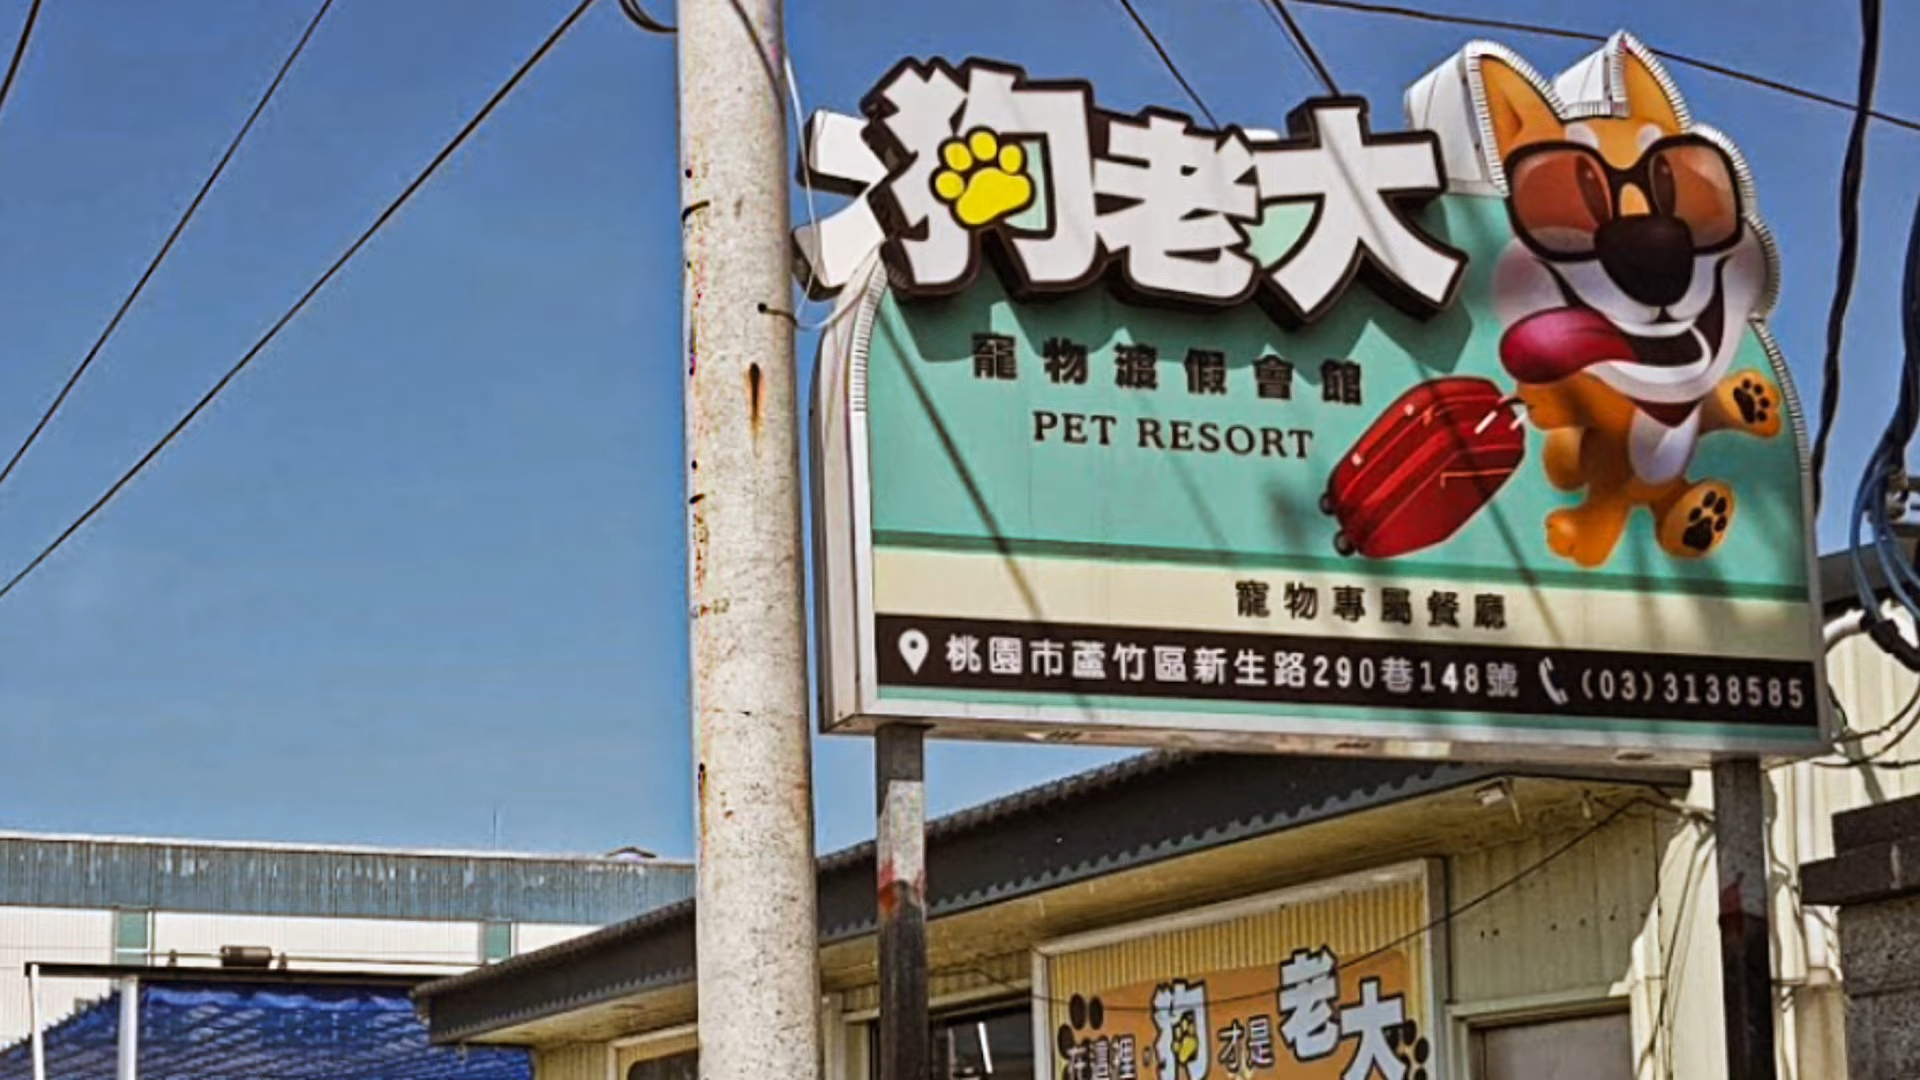 狗老大
寵物渡假會館
PET RESORT
寵物專屬餐廳
桃園市蘆竹區新生路290巷148號 (03)3138585
在這裡,狗才是老大